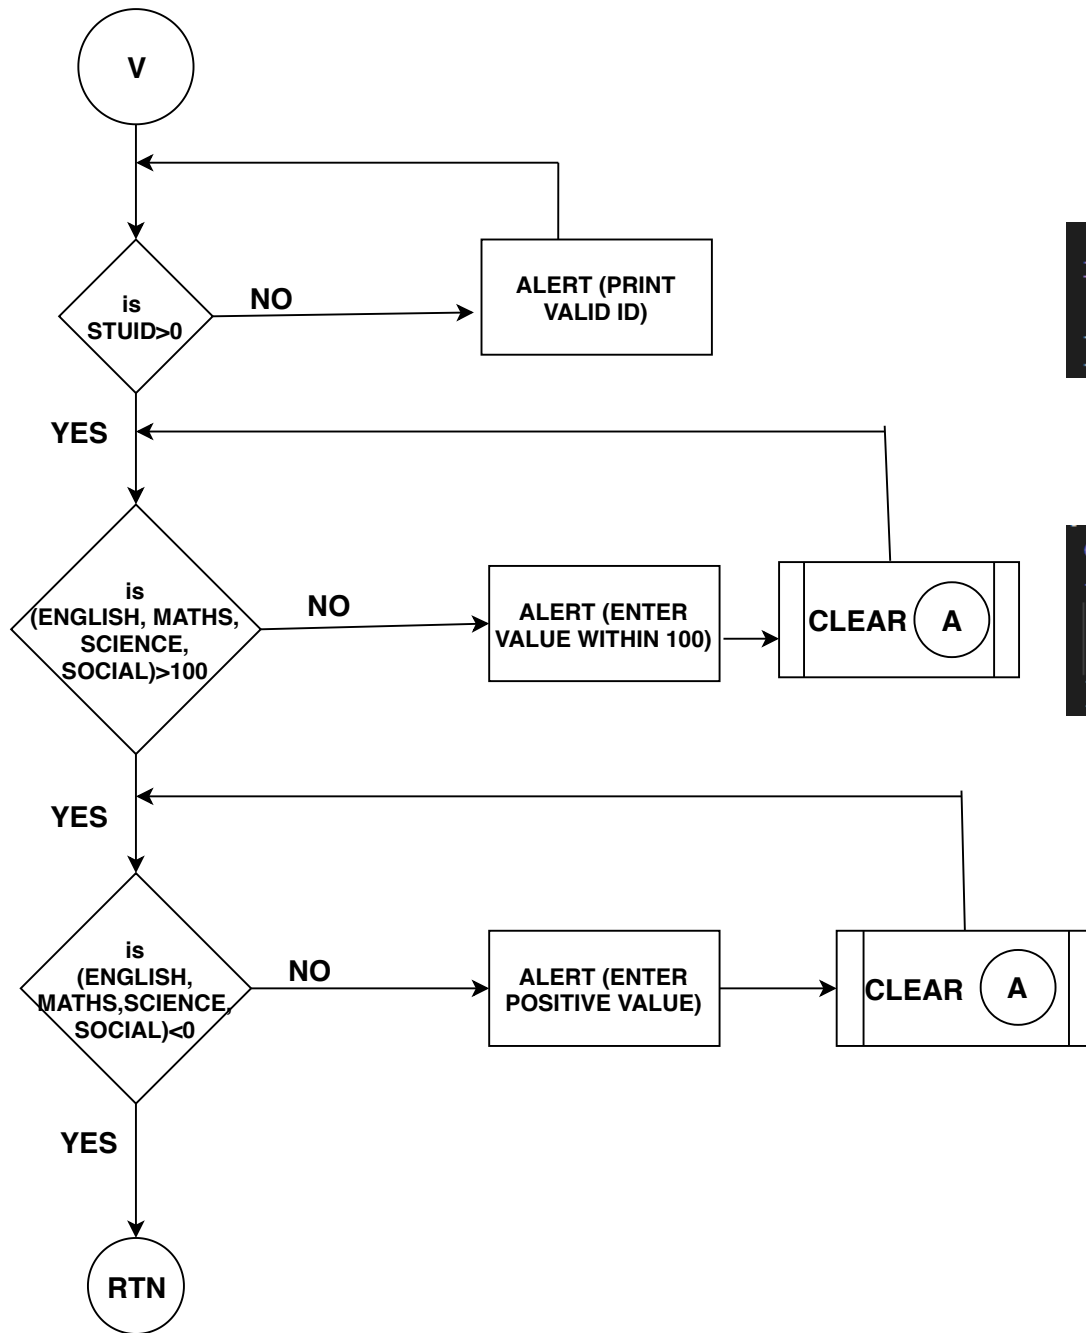 V
is
STUID>0
NO
ALERT (PRINT
VALID ID)
YES
is
(ENGLISH, MATHS,
SCIENCE,
SOCIAL)>100
NO
ALERT (ENTER
VALUE WITHIN 100)
CLEAR
A
YES
is
(ENGLISH,
MATHS,SCIENCE,
SOCIAL)<0
NO
ALERT (ENTER
POSITIVE VALUE)
CLEAR
A
YES
RTN